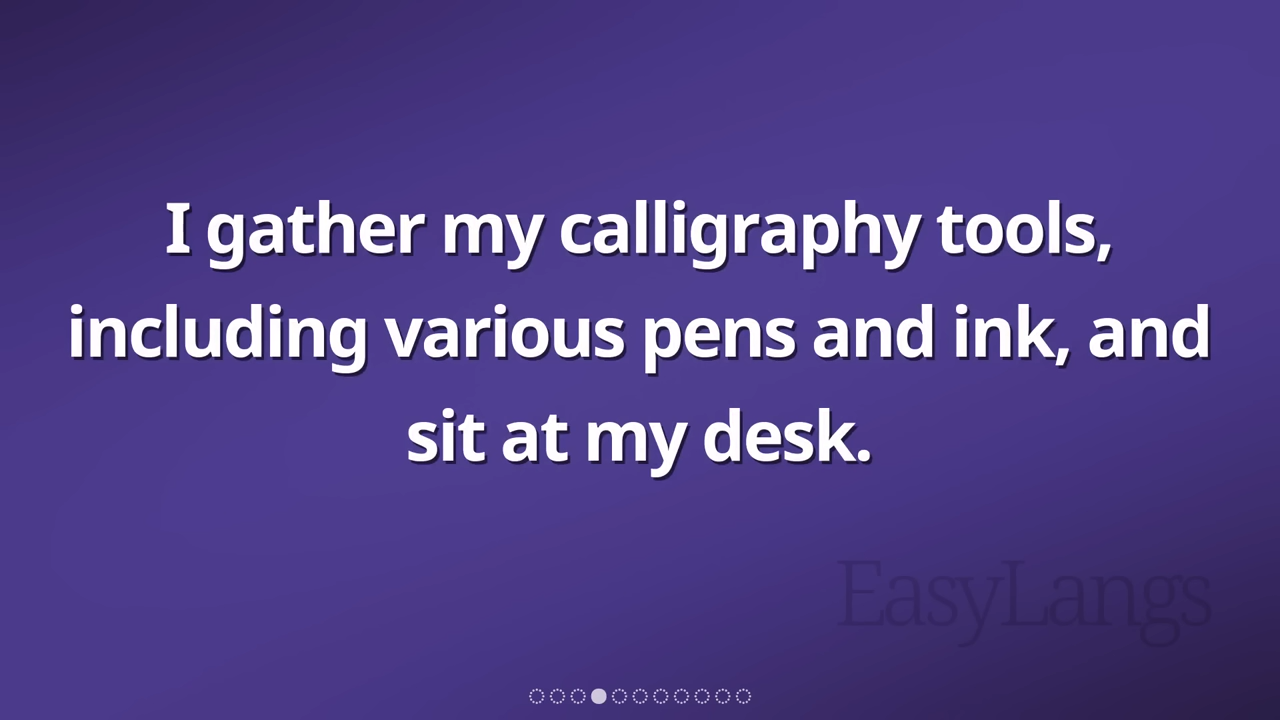 I gather my calligraphy tools,
including various pens and ink, and
sit at my desk.
EasyLangs